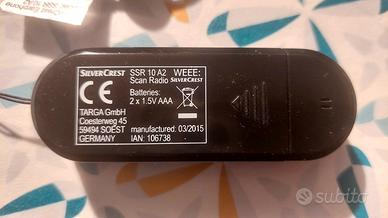 SILVERCREST SSR 10 A2 WEEE:
Scan Radio SILVERCREST
CE
Batteries:
2 x 1.5V AAA
TARGA GmbH
Coesterweg 45
59494 SOEST
GERMANY
manufactured: 03/2015
IAN: 106738
subito